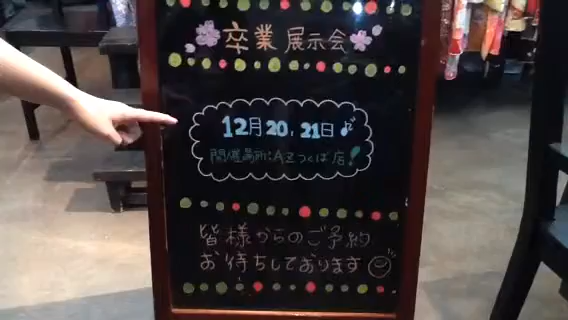 卒業展示会
12月20,21日
開催場所:AZつくば店!
皆様からのご予約
お待ちしております